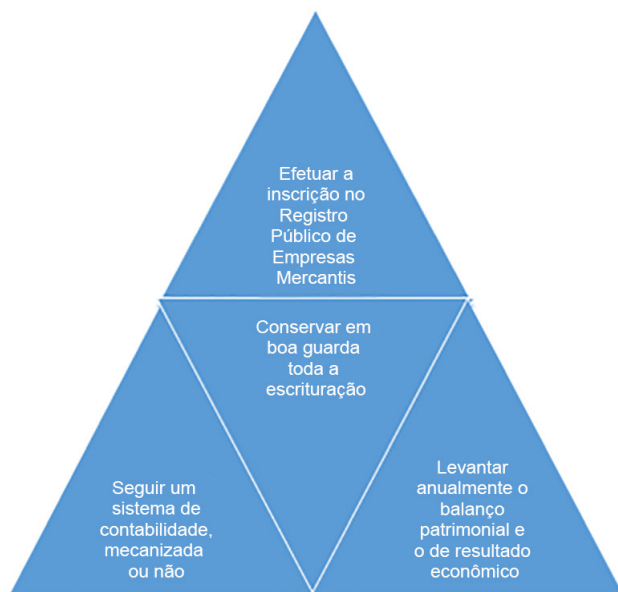 Efetuar a
inscrição no
Registro
Público de
Empresas
Mercantis
Conservar em
boa guarda
toda a
escrituração
Seguir um
sistema de
contabilidade,
mecanizada
ou não
Levantar
anualmente o
balanço
patrimonial e
o de resultado
econômico